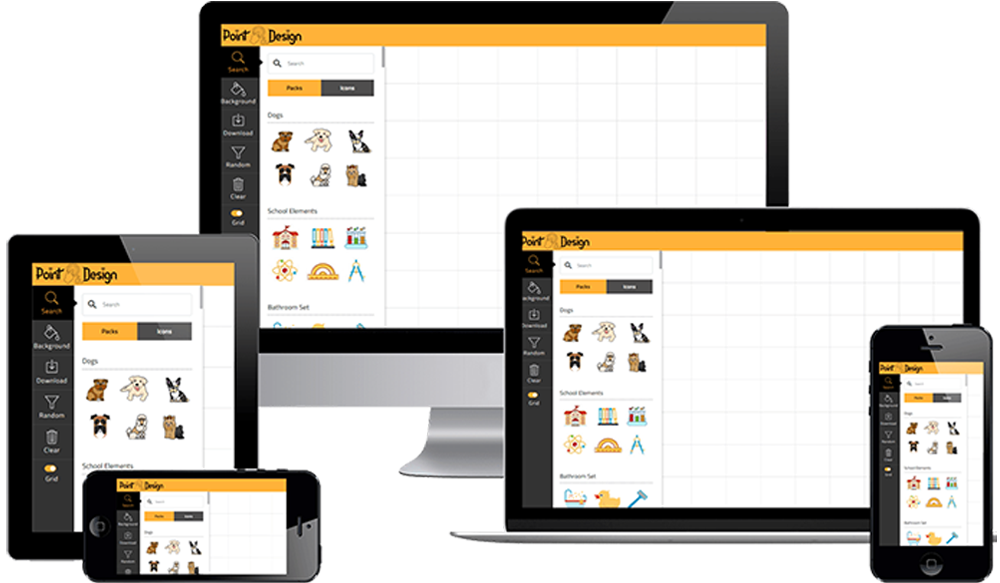 Point Design
Search
Background
Download
Random
Clear
Grid
Search
Packs Icons
Dogs
School Elements
Bathroom Set
Point Design
Search
Background
Download
Random
Clear
Grid
Search
Packs Icons
Dogs
School Elements
Bathroom Set
Point Design
Search
Background
Download
Random
Clear
Grid
Search
Packs Icons
Dogs
School Elements
Point Design
Search
Background
Download
Random
Search
Packs Icons
Dogs
Point Design
Search
Background
Download
Random
Clear
Grid
Search
Packs Icons
Dogs
School Elements
Bathroom Set